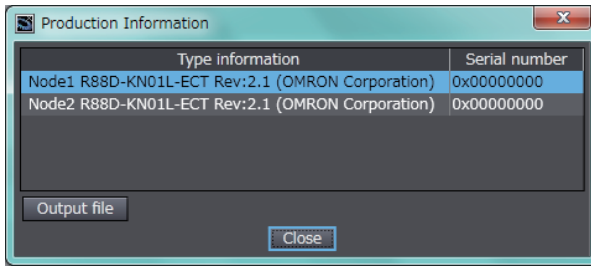 Production Information
Type information Serial number
Node1 R88D-KN01L-ECT Rev:2.1 (OMRON Corporation) 0x00000000
Node2 R88D-KN01L-ECT Rev:2.1 (OMRON Corporation) 0x00000000
Output file
Close